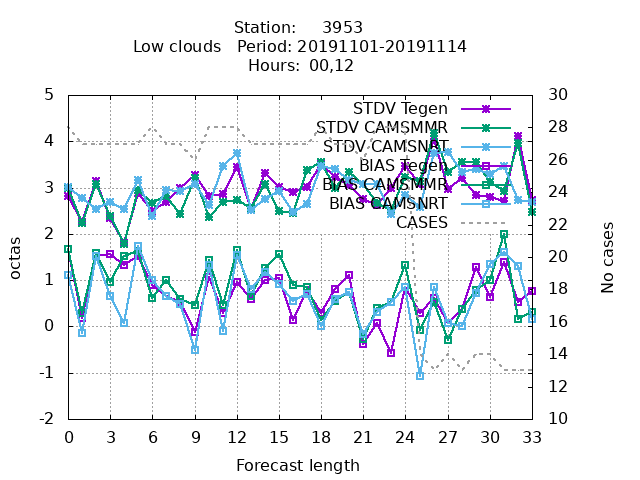 Station: 3953
Low clouds Period: 20191101-20191114
Hours: 00,12
STDV Tegen
STDV CAMSMMR
STDV CAMSNRT
BIAS Tegen
BIAS CAMSMMR
BIAS CAMSNRT
CASES
5
4
3
2
1
0
-1
-2
octas
30
28
26
24
22
20
18
16
14
12
10
No cases
0 3 6 9 12 15 18 21 24 27 30 33
Forecast length